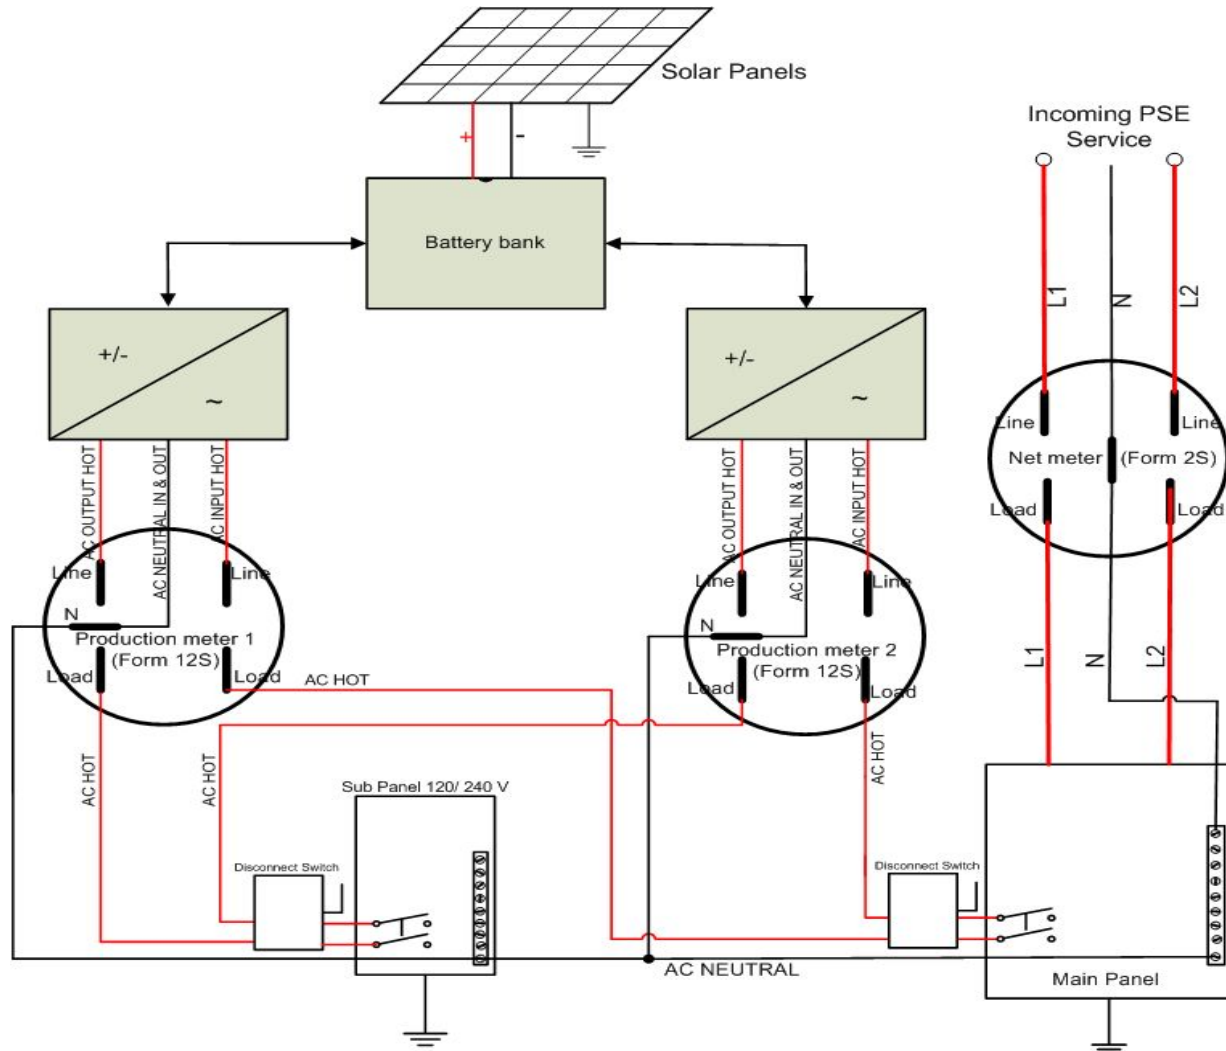 Solar Panels
Incoming PSE
Service
+
-
Battery bank
L1
N
L2
+/-
~
+/-
~
AC OUTPUT HOT
AC NEUTRAL IN & OUT
AC INPUT HOT
AC OUTPUT HOT
AC NEUTRAL IN & OUT
AC INPUT HOT
Line
Line
Net meter
(Form 2S)
Load
Load
Line
Line
N
Production meter 1
(Form 12S)
Load
Load
Line
Line
N
Production meter 2
(Form 12S)
Load
Load
AC HOT
L1
N
L2
AC HOT
AC HOT
AC HOT
Sub Panel 120/ 240 V
Disconnect Switch
Disconnect Switch
AC NEUTRAL
Main Panel